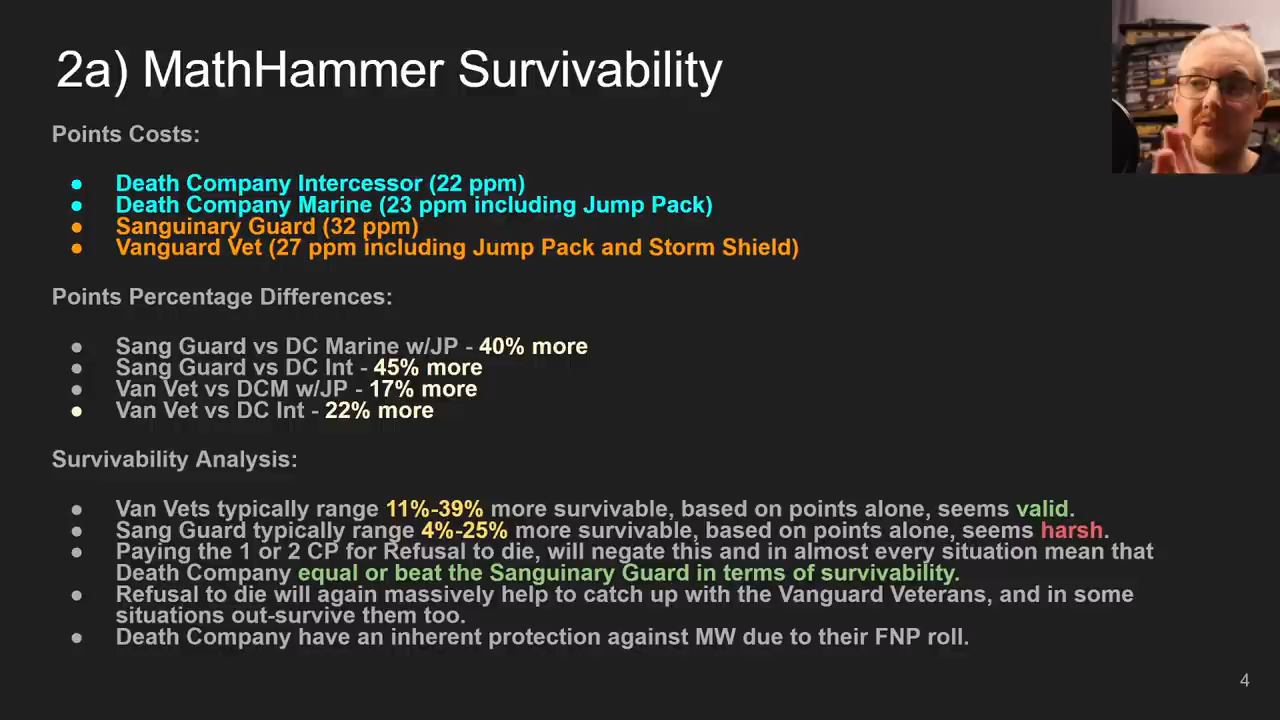 2a) MathHammer Survivability
Points Costs:
● Death Company Intercessor (22 ppm)
● Death Company Marine (23 ppm including Jump Pack)
● Sanguinary Guard (32 ppm)
● Vanguard Vet (27 ppm including Jump Pack and Storm Shield)
Points Percentage Differences:
● Sang Guard vs DC Marine w/JP - 40% more
● Sang Guard vs DC Int - 45% more
● Van Vet vs DCM w/JP - 17% more
● Van Vet vs DC Int - 22% more
Survivability Analysis:
● Van Vets typically range 11%-39% more survivable, based on points alone, seems valid.
● Sang Guard typically range 4%-25% more survivable, based on points alone, seems harsh.
● Paying the 1 or 2 CP for Refusal to die, will negate this and in almost every situation mean that
Death Company equal or beat the Sanguinary Guard in terms of survivability.
● Refusal to die will again massively help to catch up with the Vanguard Veterans, and in some
situations out-survive them too.
● Death Company have an inherent protection against MW due to their FNP roll.
4